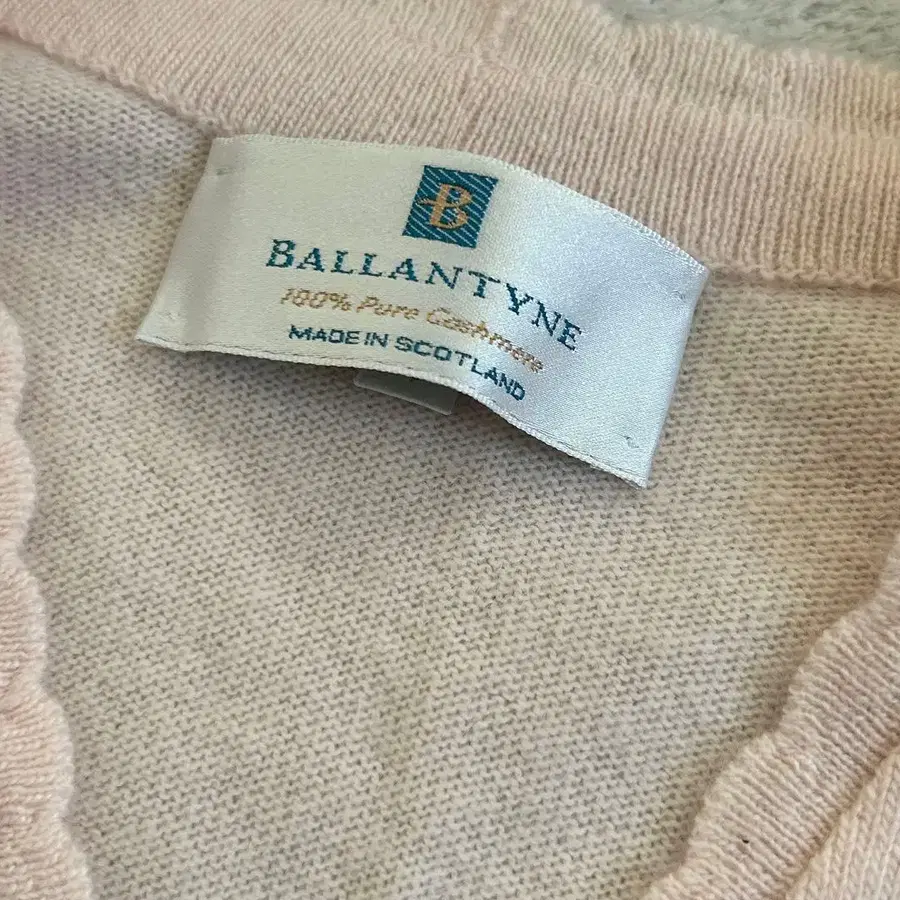 B
BALLANTYNE
100% Pure Cashmere
MADE IN SCOTLAND